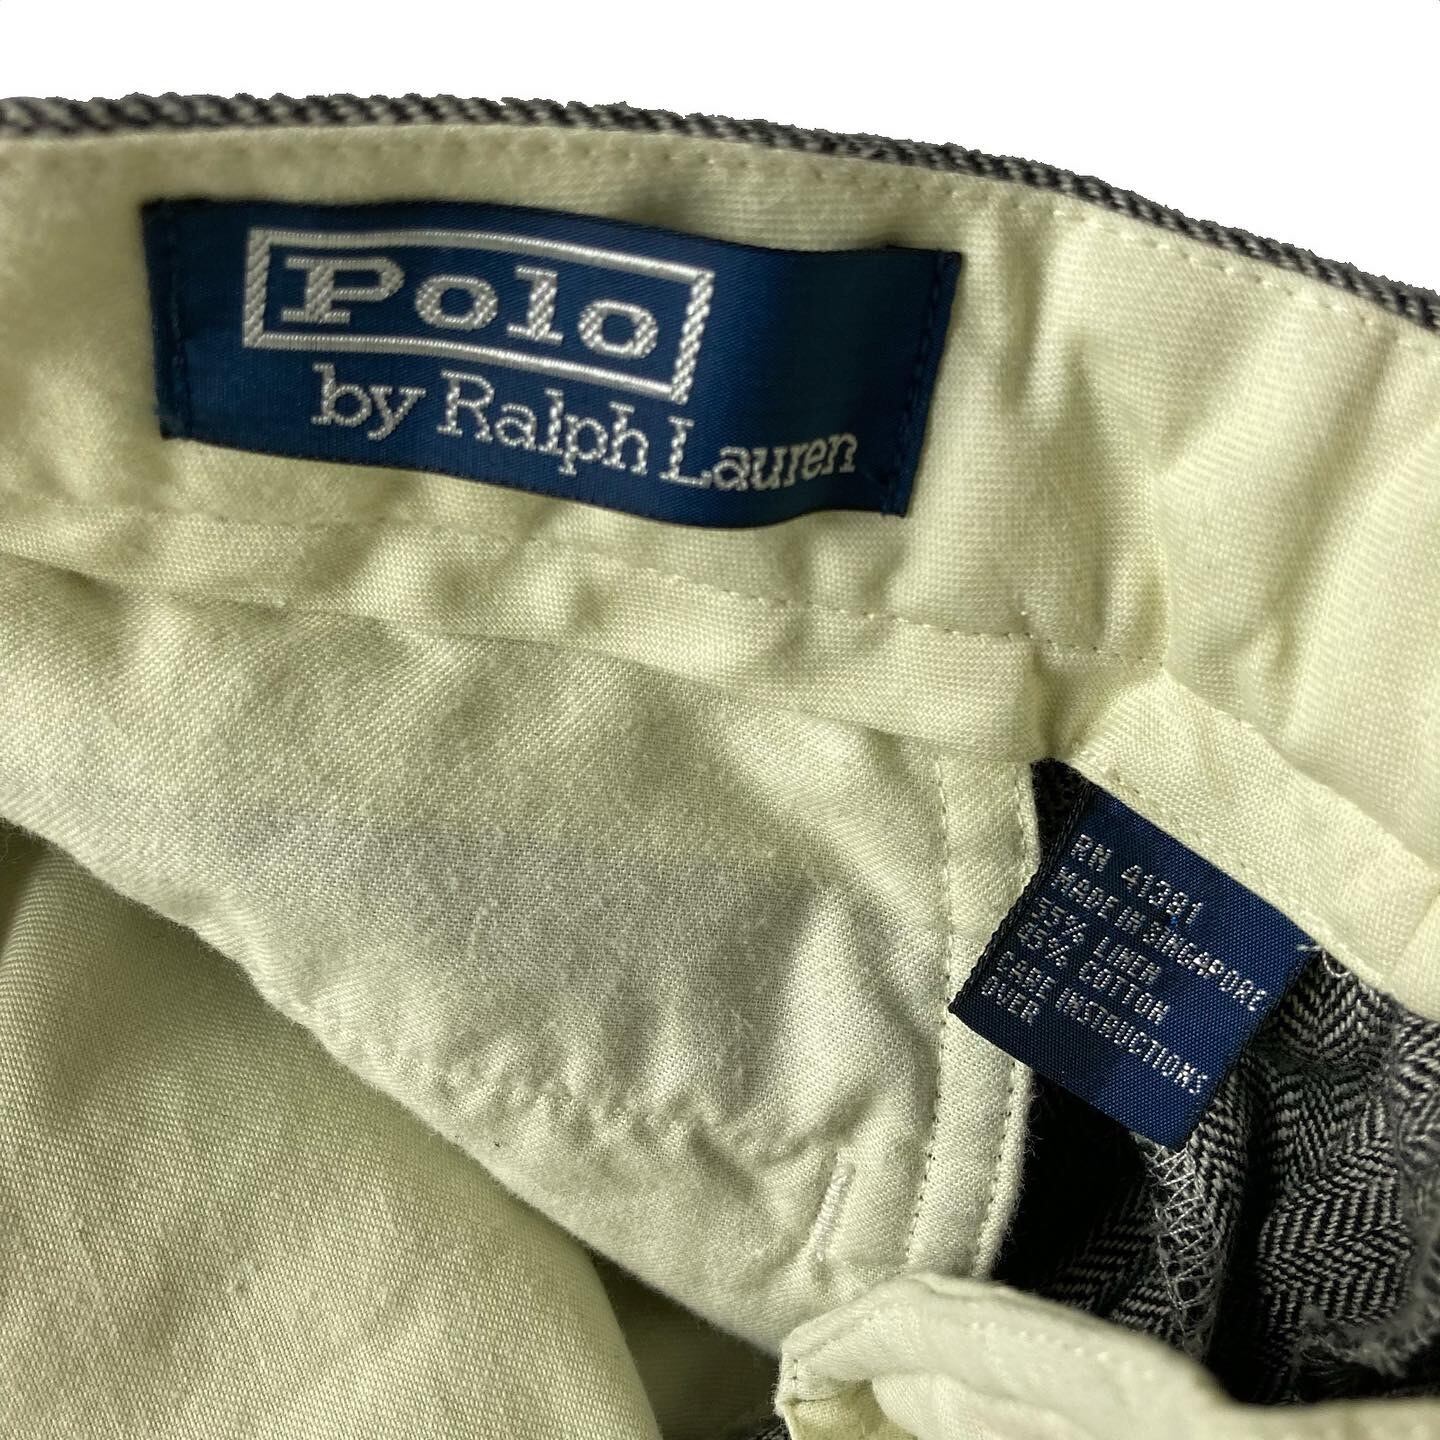 Polo
by Ralph Lauren
RN 41381
MADE IN SINGAPORE
55% LINEN
45% COTTON
CARE INSTRUCTIONS
OVER